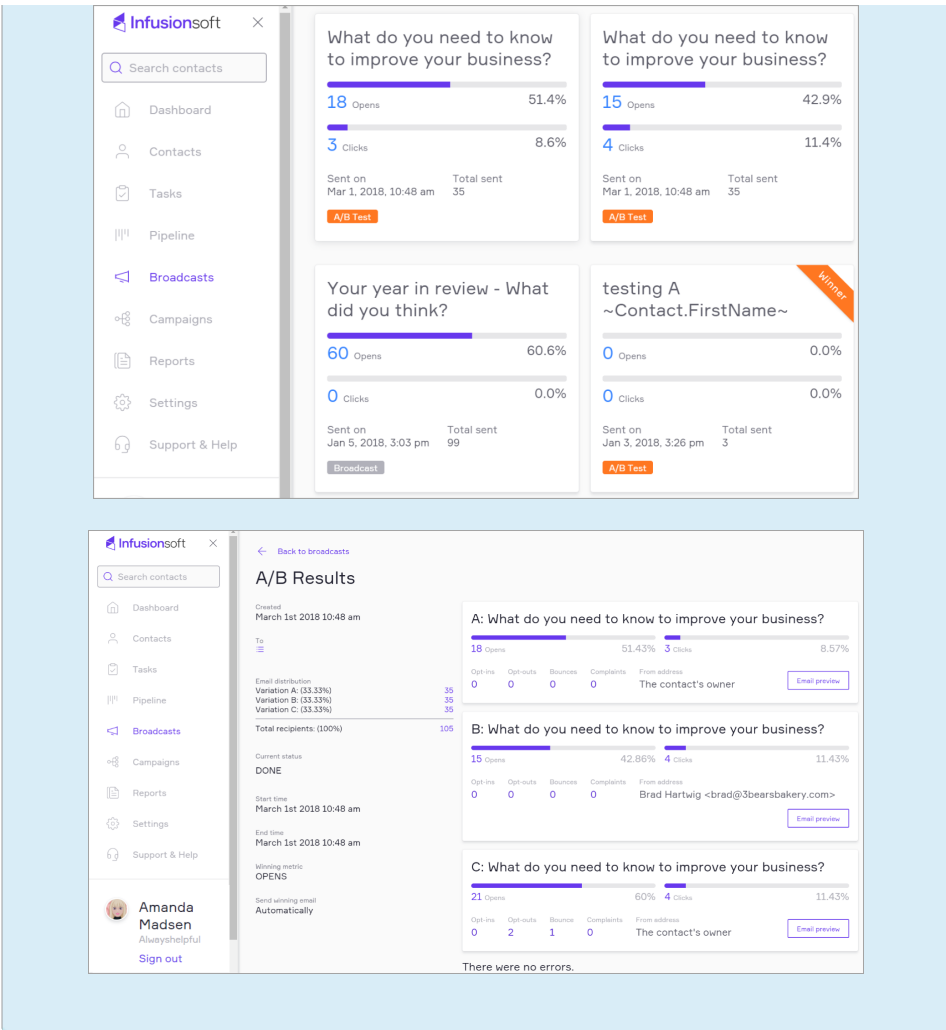 Infusionsoft
Search contacts
Dashboard
Contacts
Tasks
Pipeline
Broadcasts
Campaigns
Reports
Settings
Support & Help
What do you need to know
to improve your business?
18 Opens 51.4%
3 Clicks 8.6%
Sent on Total sent
Mar 1, 2018, 10:48 am 35
A/B Test
What do you need to know
to improve your business?
15 Opens 42.9%
4 Clicks 11.4%
Sent on Total sent
Mar 1, 2018, 10:48 am 35
A/B Test
Your year in review - What
did you think?
60 Opens 60.6%
0 Clicks 0.0%
Sent on Total sent
Jan 5, 2018, 3:03 pm 99
Broadcast
Winner
testing A
~Contact.FirstName~
0 Opens 0.0%
0 Clicks 0.0%
Sent on Total sent
Jan 3, 2018, 3:26 pm 3
A/B Test
Infusionsoft
Search contacts
Dashboard
Contacts
Tasks
Pipeline
Broadcasts
Campaigns
Reports
Settings
Support & Help
Amanda
Madsen
Alwayshelpful
Sign out
Back to broadcasts
A/B Results
Created
March 1st 2018 10:48 am
To
Email distribution
Variation A: (33.33%) 35
Variation B: (33.33%) 35
Variation C: (33.33%) 35
Total recipients: (100%) 105
Current status
DONE
Start time
March 1st 2018 10:48 am
End time
March 1st 2018 10:48 am
Winning metric
OPENS
Send winning email
Automatically
A: What do you need to know to improve your business?
18 Opens 51.43% 3 Clicks 8.57%
Opt-ins Opt-outs Bounces Complaints From address
0 0 0 0 The contact's owner
Email preview
B: What do you need to know to improve your business?
15 Opens 42.86% 4 Clicks 11.43%
Opt-ins Opt-outs Bounces Complaints From address
0 0 0 0 Brad Hartwig <brad@3bearsbakery.com>
Email preview
C: What do you need to know to improve your business?
21 Opens 60% 4 Clicks 11.43%
Opt-ins Opt-outs Bounce Complaints From address
0 2 1 0 The contact's owner
Email preview
There were no errors.